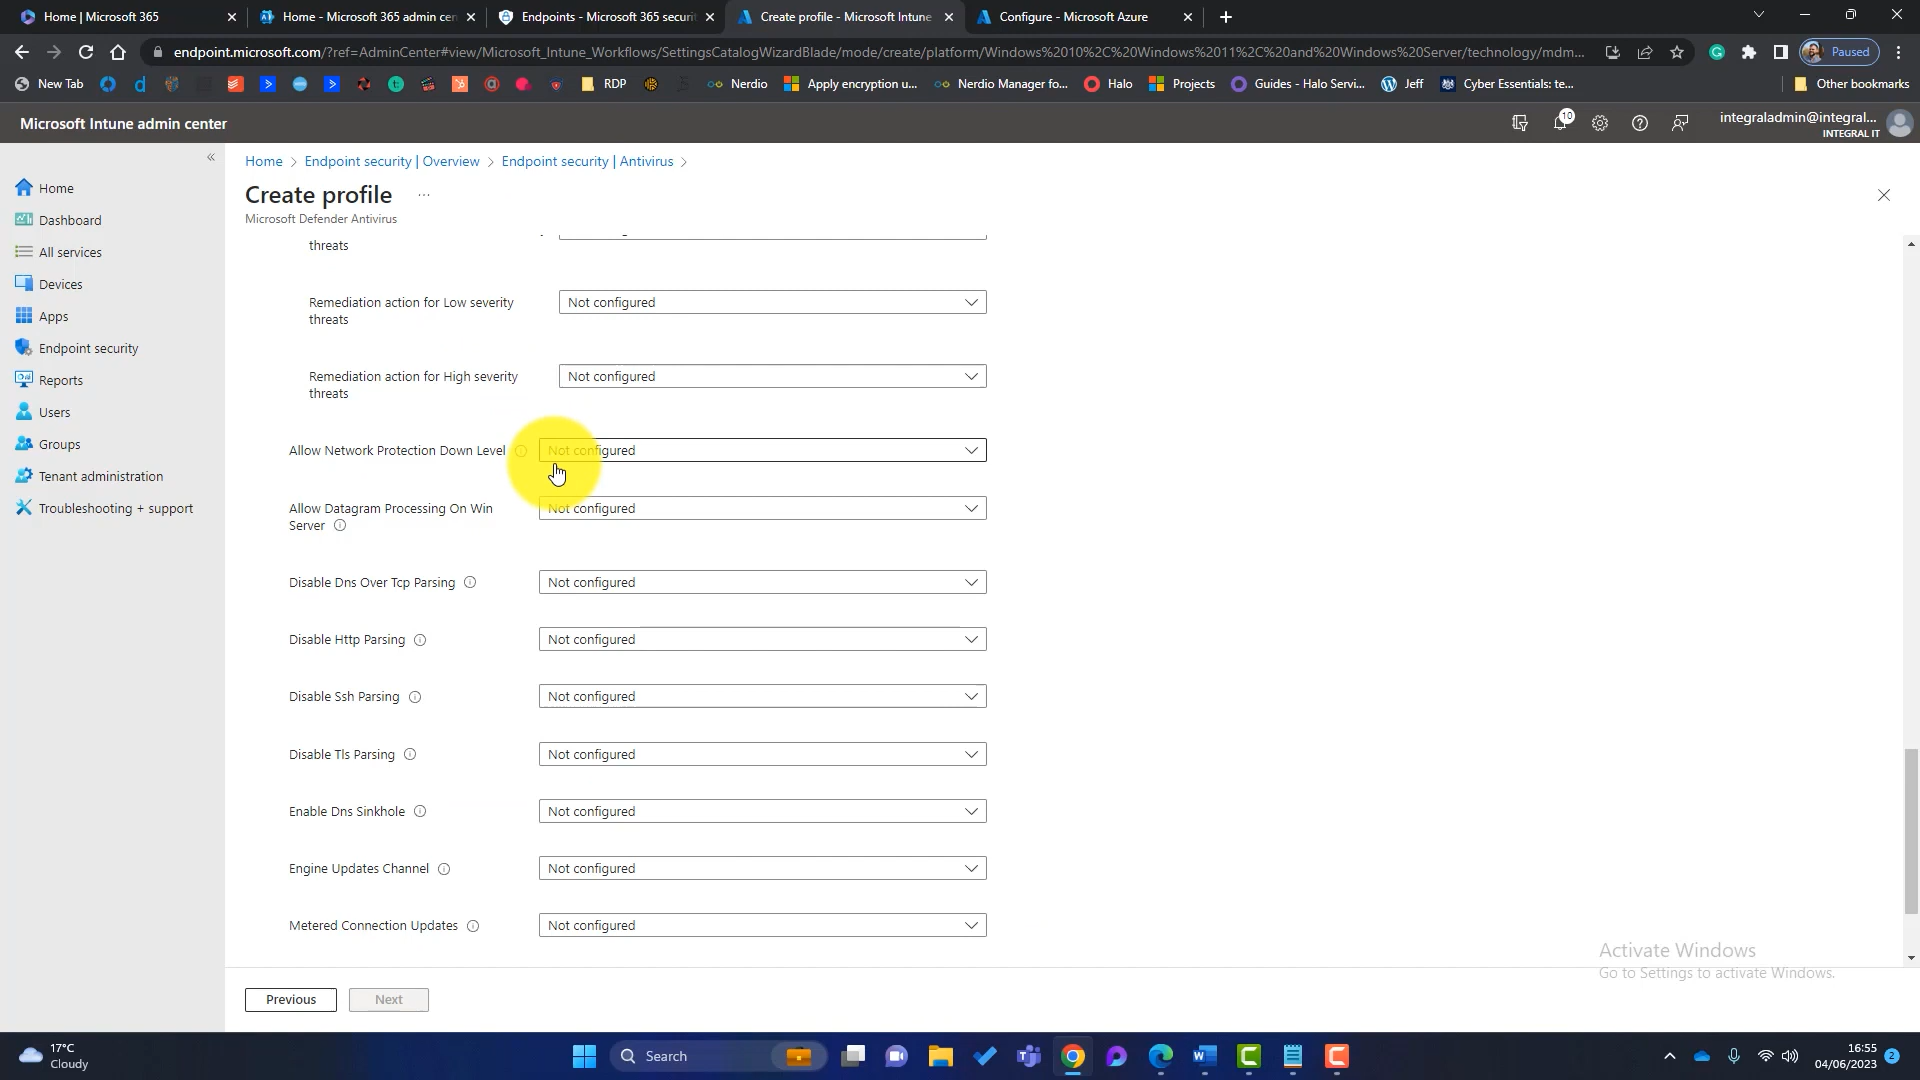 Home | Microsoft 365
Home - Microsoft 365 admin cen
Endpoints - Microsoft 365 securit
Create profile - Microsoft Intune
Configure - Microsoft Azure
endpoint.microsoft.com/?ref=AdminCenter#view/Microsoft_Intune_Workflows/SettingsCatalogWizardBlade/mode/create/platform/Windows%2010%2C%20Windows%2011%2C%20and%20Windows%20Server/technology/mdm...
Paused
New Tab
RDP
Nerdio
Apply encryption u...
Nerdio Manager fo...
Halo
Projects
Guides - Halo Servi...
Jeff
Cyber Essentials: te...
Other bookmarks
Microsoft Intune admin center
10
integraladmin@integral...
INTEGRAL IT
Home > Endpoint security | Overview > Endpoint security | Antivirus >
Create profile ...
Microsoft Defender Antivirus
Home
Dashboard
All services
Devices
Apps
Endpoint security
Reports
Users
Groups
Tenant administration
Troubleshooting + support
threats
Remediation action for Low severity
threats
Not configured
Remediation action for High severity
threats
Not configured
Allow Network Protection Down Level
Not configured
Allow Datagram Processing On Win
Server
Not configured
Disable Dns Over Tcp Parsing
Not configured
Disable Http Parsing
Not configured
Disable Ssh Parsing
Not configured
Disable Tls Parsing
Not configured
Enable Dns Sinkhole
Not configured
Engine Updates Channel
Not configured
Metered Connection Updates
Not configured
Activate Windows
Go to Settings to activate Windows.
Previous
Next
17°C
Cloudy
Search
16:55
04/06/2023
2